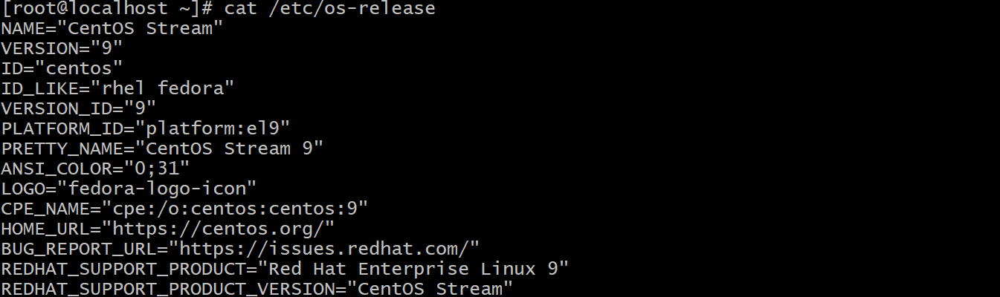 [root@localhost ~]# cat /etc/os-release
NAME="CentOS Stream"
VERSION="9"
ID="centos"
ID_LIKE="rhel fedora"
VERSION_ID="9"
PLATFORM_ID="platform:el9"
PRETTY_NAME="CentOS Stream 9"
ANSI_COLOR="0;31"
LOGO="fedora-logo-icon"
CPE_NAME="cpe:/o:centos:centos:9"
HOME_URL="https://centos.org/"
BUG_REPORT_URL="https://issues.redhat.com/"
REDHAT_SUPPORT_PRODUCT="Red Hat Enterprise Linux 9"
REDHAT_SUPPORT_PRODUCT_VERSION="CentOS Stream"